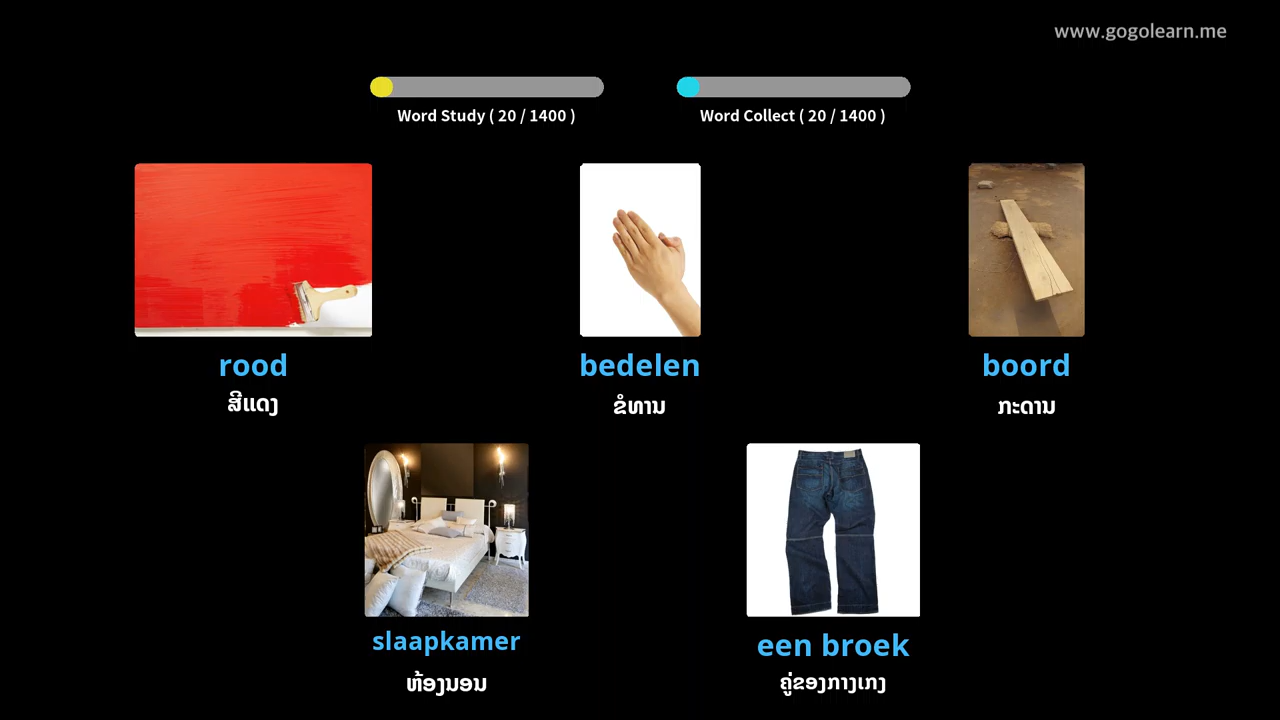 www.gogolearn.me
Word Study ( 20 / 1400 )
Word Collect ( 20 / 1400 )
rood
ສີແດງ
bedelen
ຂໍທານ
boord
ກະດານ
slaapkamer
ຫ້ອງນອນ
een broek
ຄູ່ຂອງກາງເກງ